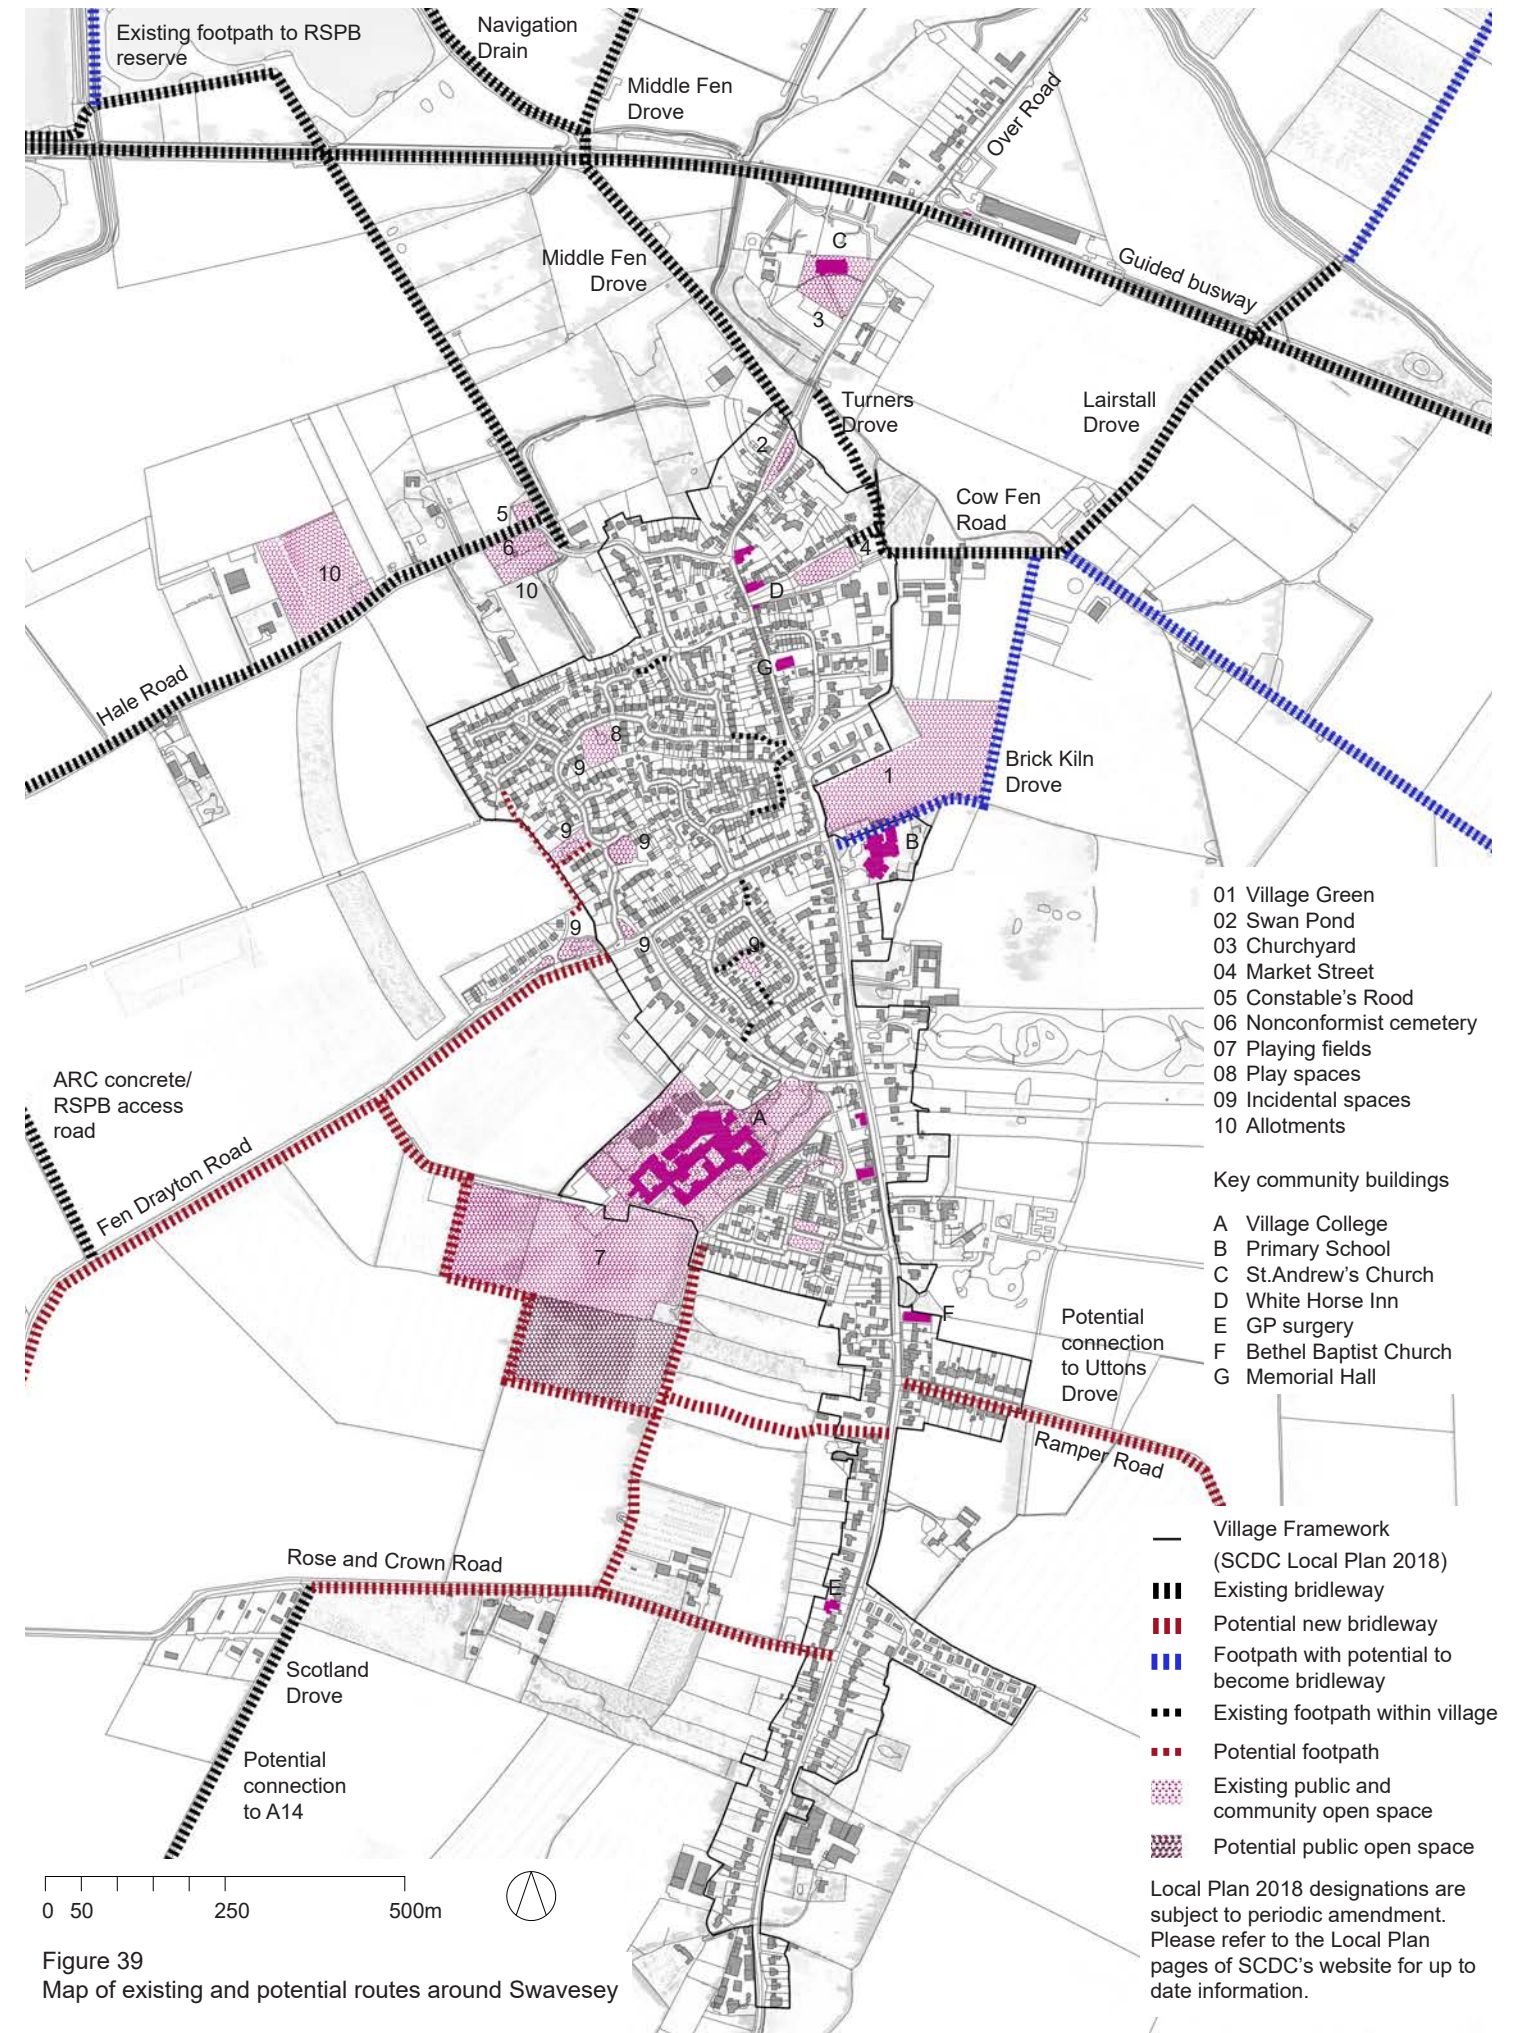 Existing footpath to RSPB
reserve
Navigation
Drain
Middle Fen
Drove
Over Road
C
Middle Fen
Drove
Guided busway
3
Turners
Drove
Lairstall
Drove
2
Cow Fen
Road
5
6
4
10
10
D
G
Hale Road
8
9
Brick Kiln
Drove
1
9
9
B
9
9
9
01 Village Green
02 Swan Pond
03 Churchyard
04 Market Street
05 Constable's Rood
06 Nonconformist cemetery
07 Playing fields
08 Play spaces
09 Incidental spaces
10 Allotments
ARC concrete/
RSPB access
road
A
Fen Drayton Road
7
Key community buildings
A Village College
B Primary School
C St.Andrew's Church
D White Horse Inn
E GP surgery
F Bethel Baptist Church
G Memorial Hall
F
Potential
connection
to Uttons
Drove
Ramper Road
Rose and Crown Road
E
Scotland
Drove
Potential
connection
to A14
Village Framework
(SCDC Local Plan 2018)
Existing bridleway
Potential new bridleway
Footpath with potential to
become bridleway
Existing footpath within village
Potential footpath
Existing public and
community open space
Potential public open space
Local Plan 2018 designations are
subject to periodic amendment.
Please refer to the Local Plan
pages of SCDC's website for up to
date information.
0 50 250 500m
Figure 39
Map of existing and potential routes around Swavesey